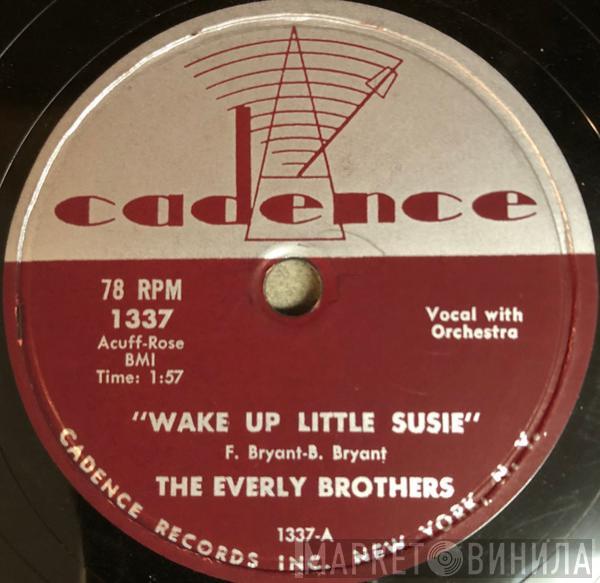 cadence
78 RPM
1337
Acuff-Rose
BMI
Time: 1:57
Vocal with
Orchestra
"WAKE UP LITTLE SUSIE"
F. Bryant-B. Bryant
THE EVERLY BROTHERS
1337-A
CADENCE RECORDS INC. NEW YORK, N. Y.
МАРКЕТ ВИНИЛА